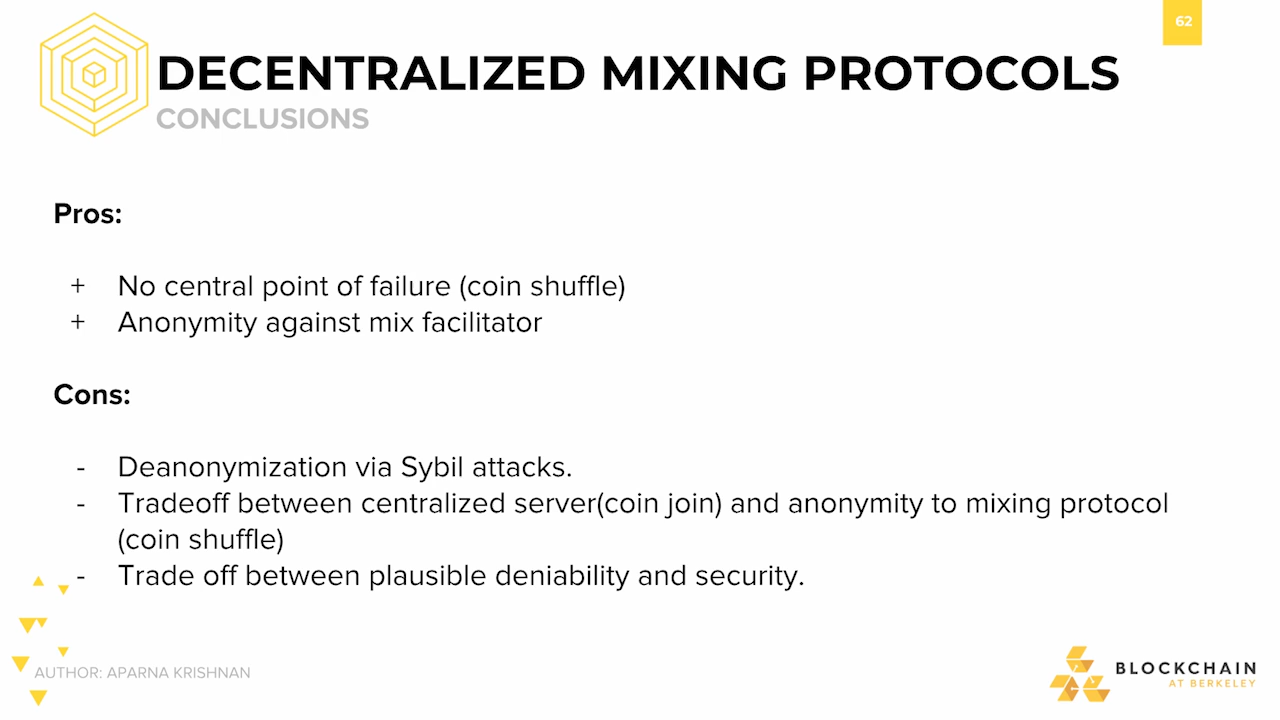 62
DECENTRALIZED MIXING PROTOCOLS
CONCLUSIONS
Pros:
+ No central point of failure (coin shuffle)
+ Anonymity against mix facilitator
Cons:
- Deanonymization via Sybil attacks.
- Tradeoff between centralized server(coin join) and anonymity to mixing protocol
(coin shuffle)
- Trade off between plausible deniability and security.
AUTHOR: APARNA KRISHNAN
BLOCKCHAIN
AT BERKELEY